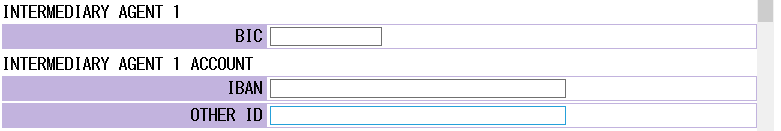 INTERMEDIARY AGENT 1
BIC
INTERMEDIARY AGENT 1 ACCOUNT
IBAN
OTHER ID